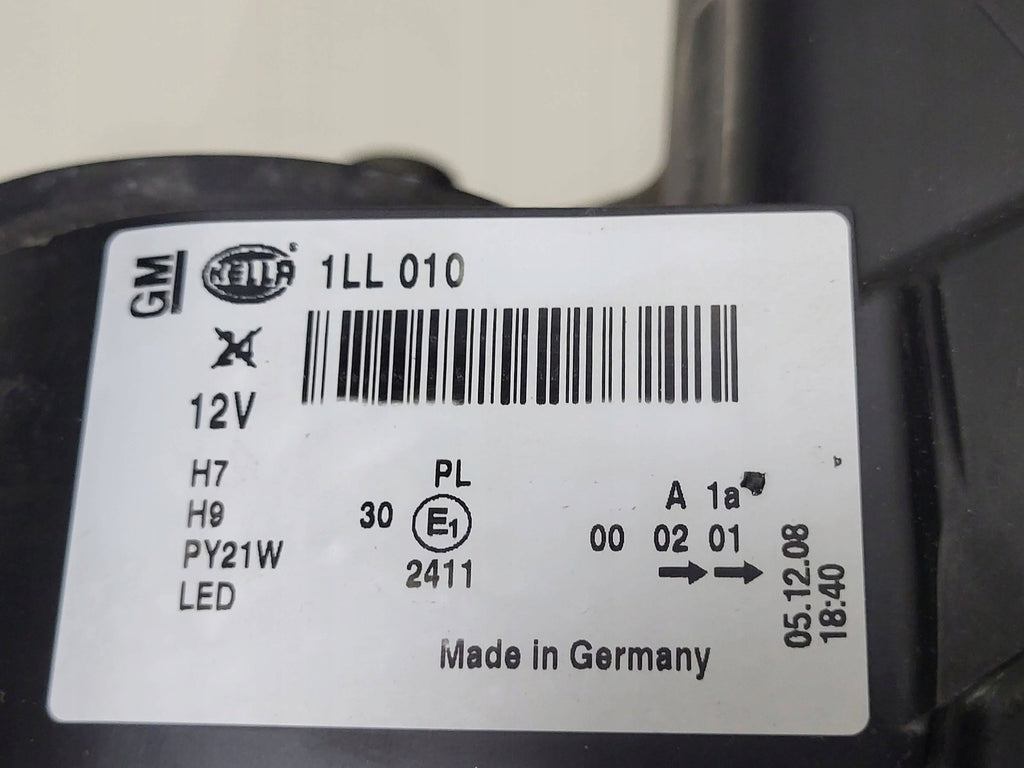 GM HELLA 1LL 010
12V
H7
H9
PY21W
LED
PL
30 E1
2411
A 1a
00 02 01
05.12.08
18:40
Made in Germany